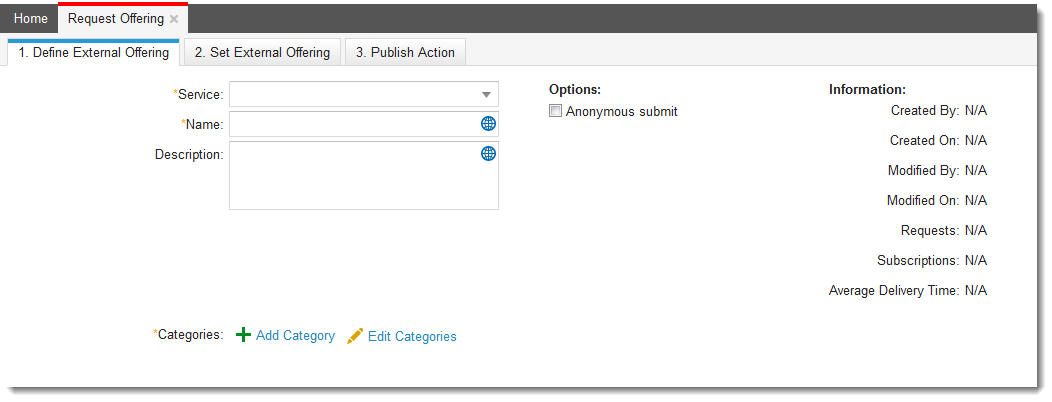 Home Request Offering
1. Define External Offering 2. Set External Offering 3. Publish Action
*Service:
*Name:
Description:
*Categories: Add Category Edit Categories
Options:
Anonymous submit
Information:
Created By: N/A
Created On: N/A
Modified By: N/A
Modified On: N/A
Requests: N/A
Subscriptions: N/A
Average Delivery Time: N/A